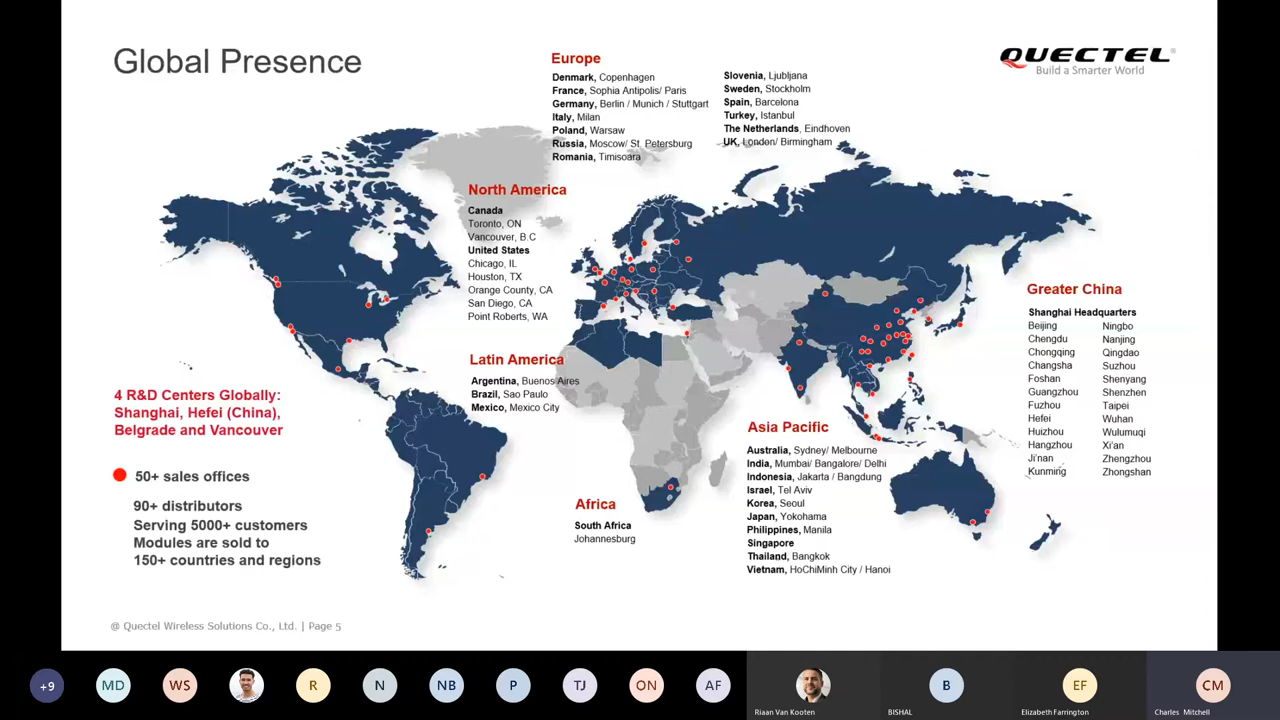 Global Presence
QUECTEL
®
Build a Smarter World
Europe
Denmark, Copenhagen
France, Sophia Antipolis/ Paris
Germany, Berlin / Munich / Stuttgart
Italy, Milan
Poland, Warsaw
Russia, Moscow/ St. Petersburg
Romania, Timisoara
Slovenia, Ljubljana
Sweden, Stockholm
Spain, Barcelona
Turkey, Istanbul
The Netherlands, Eindhoven
UK, London/ Birmingham
North America
Canada
Toronto, ON
Vancouver, B.C
United States
Chicago, IL
Houston, TX
Orange County, CA
San Diego, CA
Point Roberts, WA
Latin America
Argentina, Buenos Aires
Brazil, Sao Paulo
Mexico, Mexico City
Africa
South Africa
Johannesburg
Asia Pacific
Australia, Sydney/ Melbourne
India, Mumbai/ Bangalore/ Delhi
Indonesia, Jakarta / Bangdung
Israel, Tel Aviv
Korea, Seoul
Japan, Yokohama
Philippines, Manila
Singapore
Thailand, Bangkok
Vietnam, HoChiMinh City / Hanoi
Greater China
Shanghai Headquarters
Beijing
Chengdu
Chongqing
Changsha
Foshan
Guangzhou
Fuzhou
Hefei
Huizhou
Hangzhou
Ji'nan
Kunming
Ningbo
Nanjing
Qingdao
Suzhou
Shenyang
Shenzhen
Taipei
Wuhan
Wulumuqi
Xi'an
Zhengzhou
Zhongshan
4 R&D Centers Globally:
Shanghai, Hefei (China),
Belgrade and Vancouver
50+ sales offices
90+ distributors
Serving 5000+ customers
Modules are sold to
150+ countries and regions
@ Quectel Wireless Solutions Co., Ltd. | Page 5
+9
MD
WS
R
N
NB
P
TJ
ON
AF
Riaan Van Kooten
B
BISHAL
EF
Elizabeth Farrington
CM
Charles Mitchell